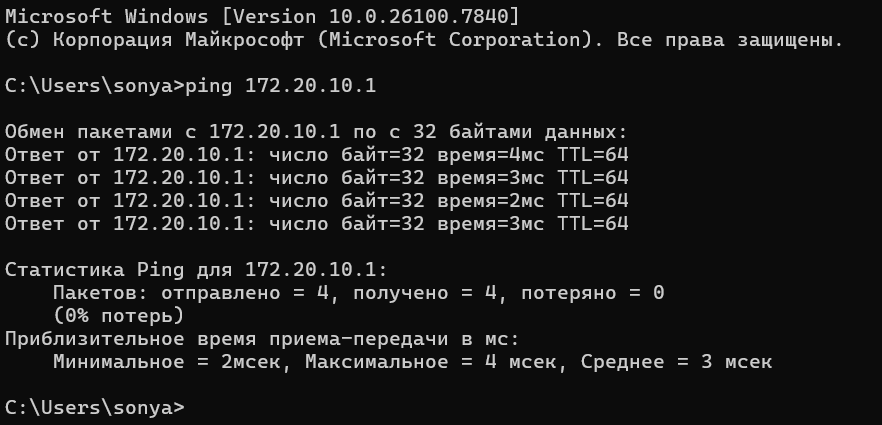 Microsoft Windows [Version 10.0.26100.7840]
(c) Корпорация Майкрософт (Microsoft Corporation). Все права защищены.
C:\Users\sonya>ping 172.20.10.1
Обмен пакетами с 172.20.10.1 по с 32 байтами данных:
Ответ от 172.20.10.1: число байт=32 время=4мс TTL=64
Ответ от 172.20.10.1: число байт=32 время=3мс TTL=64
Ответ от 172.20.10.1: число байт=32 время=2мс TTL=64
Ответ от 172.20.10.1: число байт=32 время=3мс TTL=64
Статистика Ping для 172.20.10.1:
    Пакетов: отправлено = 4, получено = 4, потеряно = 0
    (0% потерь)
Приблизительное время приема-передачи в мс:
    Минимальное = 2мсек, Максимальное = 4 мсек, Среднее = 3 мсек
C:\Users\sonya>